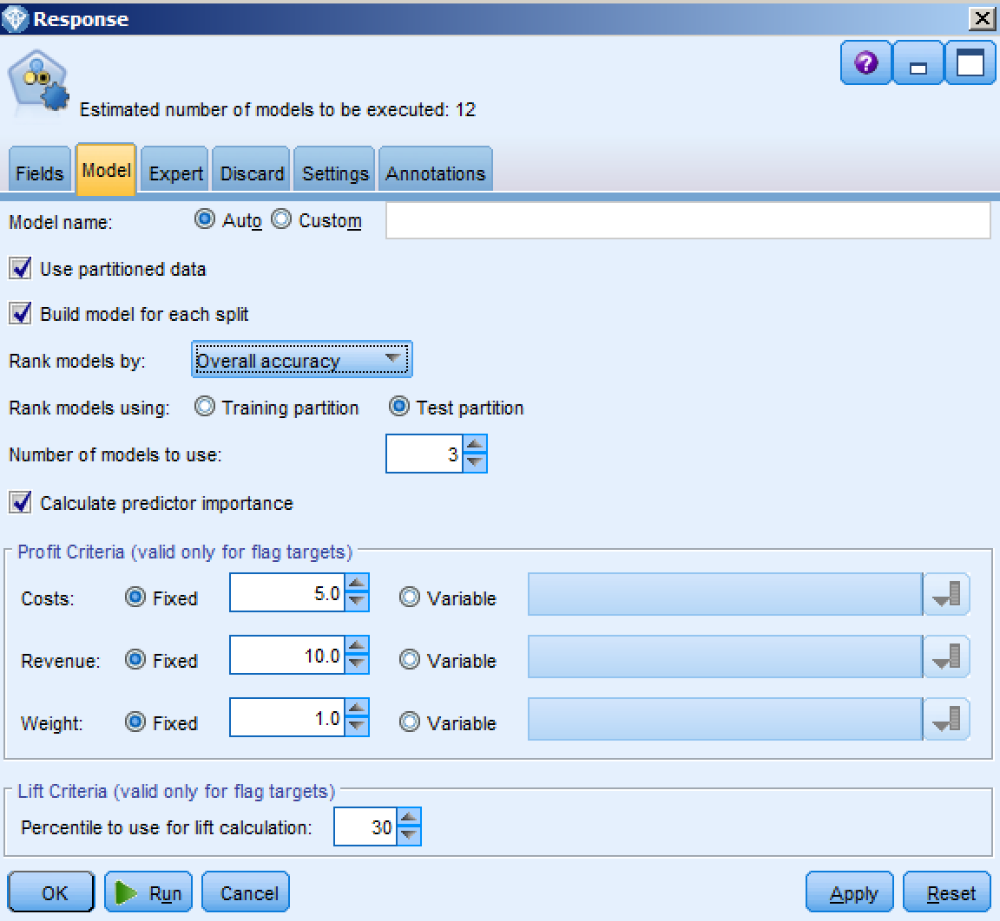 Response
Estimated number of models to be executed: 12
Fields Model Expert Discard Settings Annotations
Model name: Auto Custom
Use partitioned data
Build model for each split
Rank models by: Overall accuracy
Rank models using: Training partition Test partition
Number of models to use: 3
Calculate predictor importance
Profit Criteria (valid only for flag targets)
Costs: Fixed 5.0 Variable
Revenue: Fixed 10.0 Variable
Weight: Fixed 1.0 Variable
Lift Criteria (valid only for flag targets)
Percentile to use for lift calculation: 30
OK Run Cancel Apply Reset